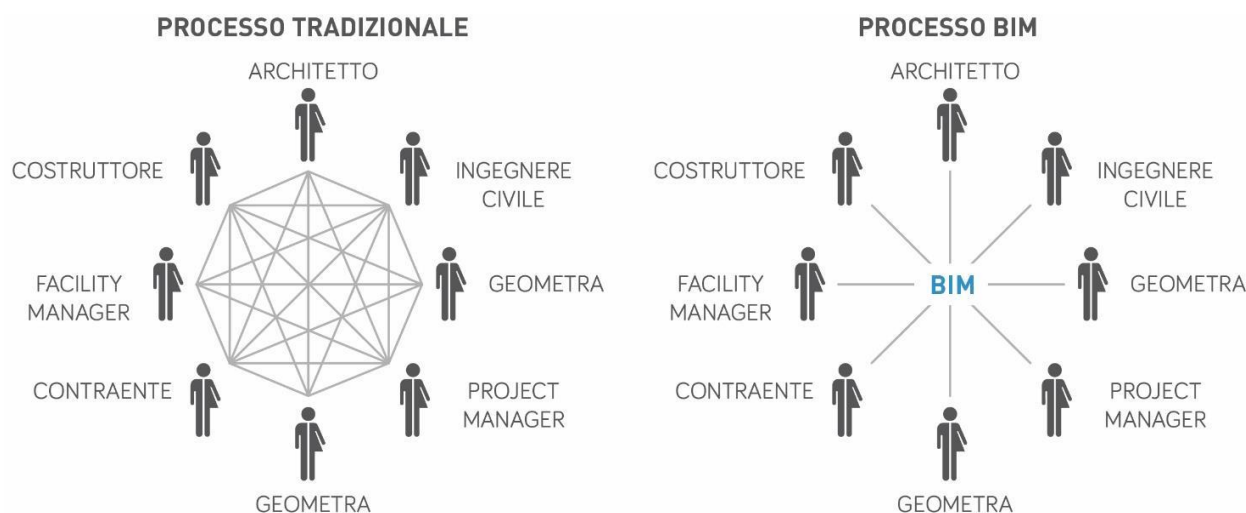 PROCESSO TRADIZIONALE
ARCHITETTO
COSTRUTTORE
INGEGNERE
CIVILE
FACILITY
MANAGER
GEOMETRA
CONTRAENTE
PROJECT
MANAGER
GEOMETRA
PROCESSO BIM
ARCHITETTO
COSTRUTTORE
INGEGNERE
CIVILE
FACILITY
MANAGER
BIM
GEOMETRA
CONTRAENTE
PROJECT
MANAGER
GEOMETRA